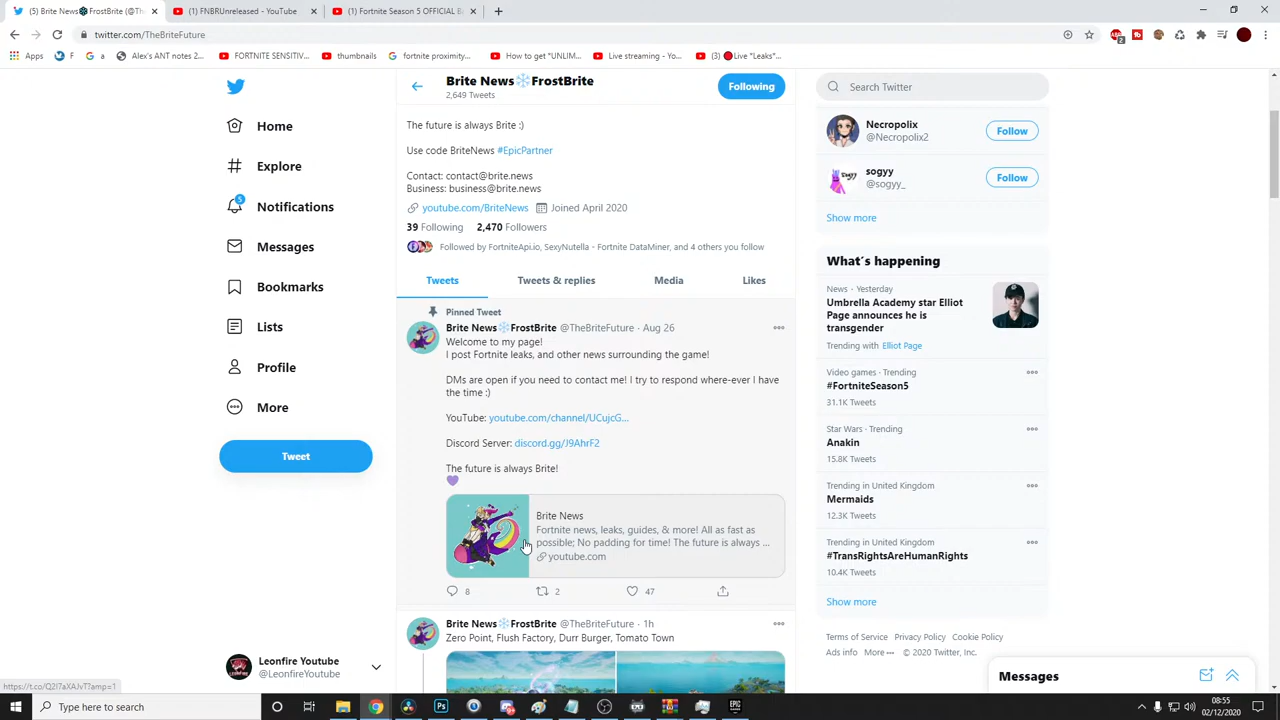 (5) Brite News❄️FrostBrite (@The
FNBRUnreleased - YouTube
(1) Fortnite Season 5 OFFICIAL B
twitter.com/TheBriteFuture
Apps
F
a
Alex's ANT notes 2...
FORTNITE SENSITIV...
thumbnails
fortnite proximity...
How to get "UNLIM...
Live streaming - Yo...
(3) 🔴Live *Leaks*...
Brite News❄️FrostBrite
2,649 Tweets
Following
The future is always Brite :)
Use code BriteNews #EpicPartner
Contact: contact@brite.news
Business: business@brite.news
youtube.com/BriteNews Joined April 2020
39 Following 2,470 Followers
Followed by FortniteApi.io, SexyNutella - Fortnite DataMiner, and 4 others you follow
Tweets
Tweets & replies
Media
Likes
Pinned Tweet
Brite News❄️FrostBrite @TheBriteFuture · Aug 26
Welcome to my page!
I post Fortnite leaks, and other news surrounding the game!
DMs are open if you need to contact me! I try to respond where-ever I have
the time :)
YouTube: youtube.com/channel/UCujcG...
Discord Server: discord.gg/J9AhrF2
The future is always Brite!
💜
Brite News
Fortnite news, leaks, guides, & more! All as fast as
possible; No padding for time! The future is always ...
youtube.com
8
2
47
Brite News❄️FrostBrite @TheBriteFuture · 1h
Zero Point, Flush Factory, Durr Burger, Tomato Town
Home
Explore
5
Notifications
Messages
Bookmarks
Lists
Profile
More
Tweet
Leonfire Youtube
@LeonfireYoutube
https://t.co/Q2I7aXAJvT?amp=1
Search Twitter
Necropolix
@Necropolix2
Follow
sogyy
@sogyy_
Follow
Show more
What's happening
News · Yesterday
Umbrella Academy star Elliot
Page announces he is
transgender
Trending with Elliot Page
Video games · Trending
#FortniteSeason5
31.1K Tweets
Star Wars · Trending
Anakin
15.8K Tweets
Trending in United Kingdom
Mermaids
12.3K Tweets
Trending in United Kingdom
#TransRightsAreHumanRights
10.4K Tweets
Show more
Terms of Service Privacy Policy Cookie Policy
Ads info More ••• © 2020 Twitter, Inc.
Messages
Type here to search
08:55
02/12/2020